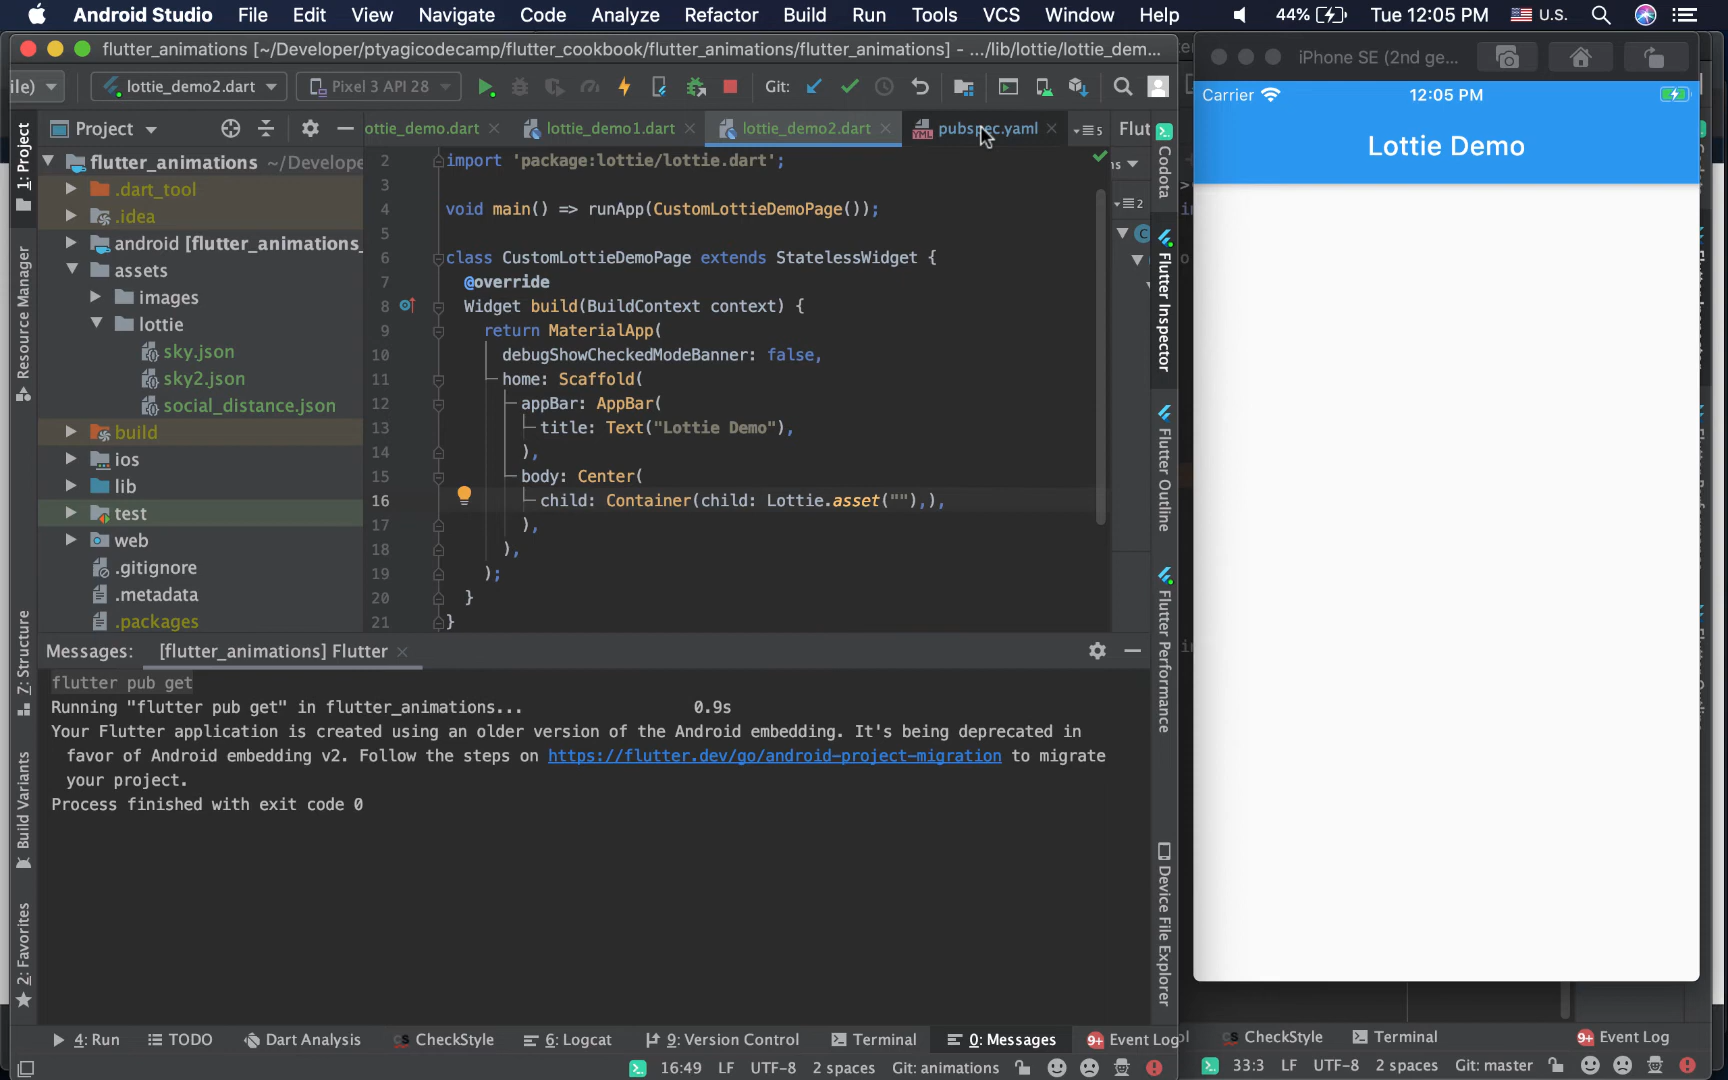 Android Studio File Edit View Navigate Code Analyze Refactor Build Run Tools VCS Window Help 44% Tue 12:05 PM U.S.
flutter_animations [~/Developer/ptyagicodecamp/flutter_cookbook/flutter_animations/flutter_animations] - .../lib/lottie/lottie_dem...
ile) lottie_demo2.dart Pixel 3 API 28 Git:
Project ottie_demo.dart lottie_demo1.dart lottie_demo2.dart pubspec.yaml 5 Flut
flutter_animations ~/Develope
.dart_tool
.idea
android [flutter_animations_
assets
images
lottie
sky.json
sky2.json
social_distance.json
build
ios
lib
test
web
.gitignore
.metadata
.packages
2 import 'package:lottie/lottie.dart';
3
4 void main() => runApp(CustomLottieDemoPage());
5
6 class CustomLottieDemoPage extends StatelessWidget {
7 @override
8 Widget build(BuildContext context) {
9 return MaterialApp(
10 debugShowCheckedModeBanner: false,
11 home: Scaffold(
12 appBar: AppBar(
13 title: Text("Lottie Demo"),
14 ),
15 body: Center(
16 child: Container(child: Lottie.asset(""),),
17 ),
18 ),
19 );
20 }
21 }
1: Project
Resource Manager
Z: Structure
Build Variants
2: Favorites
ns
2
C
Codota
Flutter Inspector
Flutter Outline
Flutter Performance
Device File Explorer
Messages: [flutter_animations] Flutter
flutter pub get
Running "flutter pub get" in flutter_animations... 0.9s
Your Flutter application is created using an older version of the Android embedding. It's being deprecated in
favor of Android embedding v2. Follow the steps on https://flutter.dev/go/android-project-migration to migrate
your project.
Process finished with exit code 0
4: Run TODO Dart Analysis CheckStyle 6: Logcat 9: Version Control Terminal 0: Messages 9+ Event Log
16:49 LF UTF-8 2 spaces Git: animations
iPhone SE (2nd ge...
Carrier 12:05 PM
Lottie Demo
CheckStyle Terminal 9+ Event Log
33:3 LF UTF-8 2 spaces Git: master